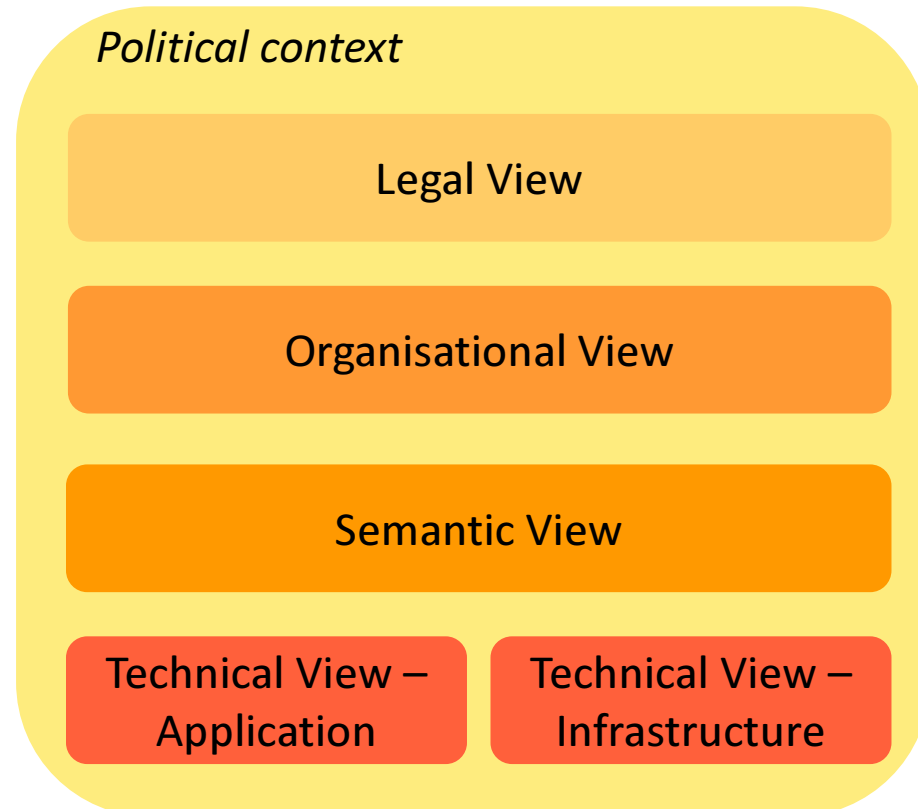 Political context
Legal View
Organisational View
Semantic View
Technical View –
Application
Technical View –
Infrastructure